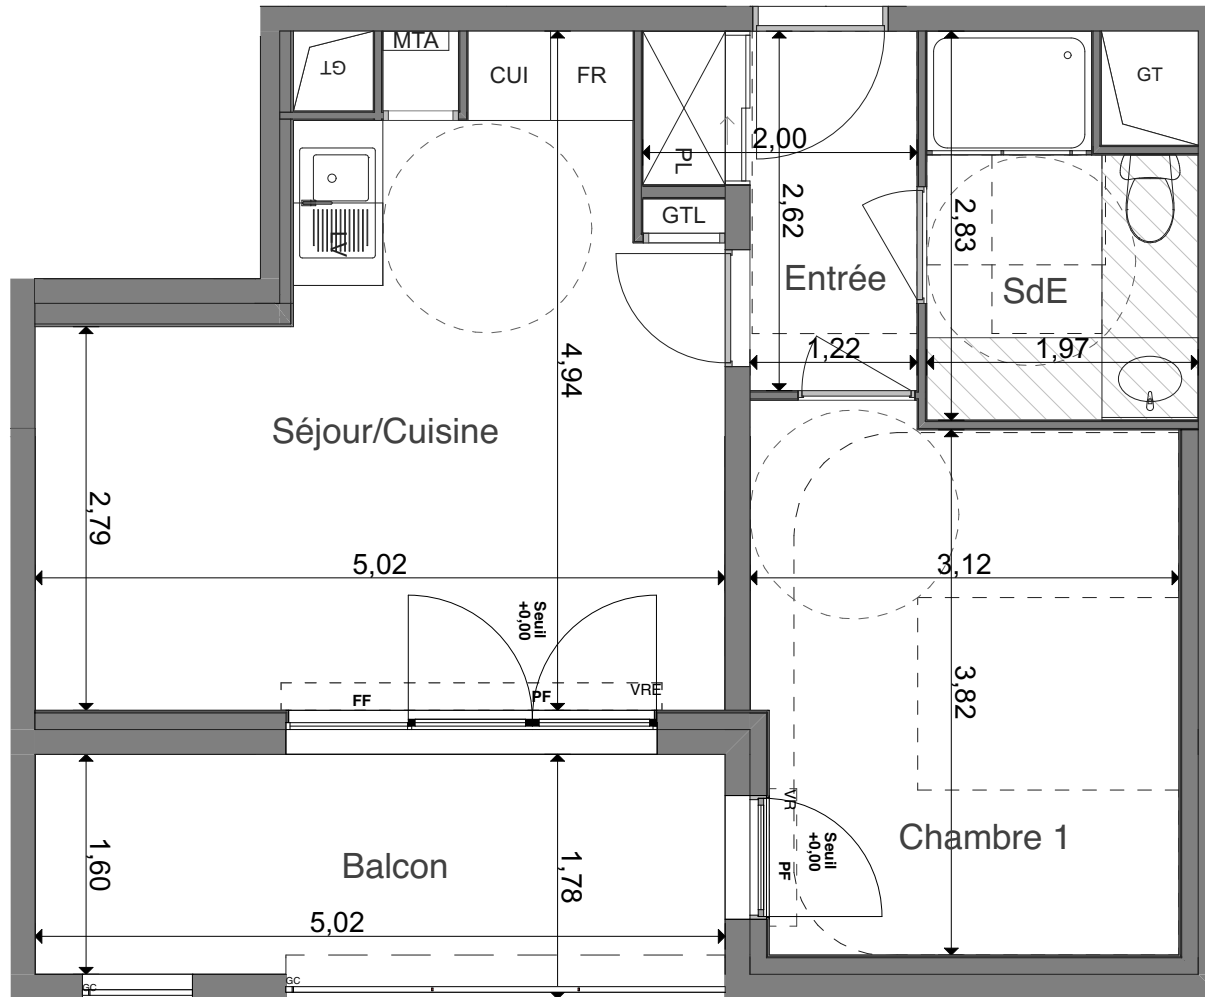 MTA
GT
CUI
FR
GT
PL
2,00
2,62
GTL
LV
2,83
Entrée
SdE
1,22
1,97
4,94
Séjour/Cuisine
2,79
5,02
3,12
Seuil
+0,00
3,82
FF
PF
VRE
VR
Chambre 1
Seuil
+0,00
PF
1,60
Balcon
1,78
5,02
GC
GC